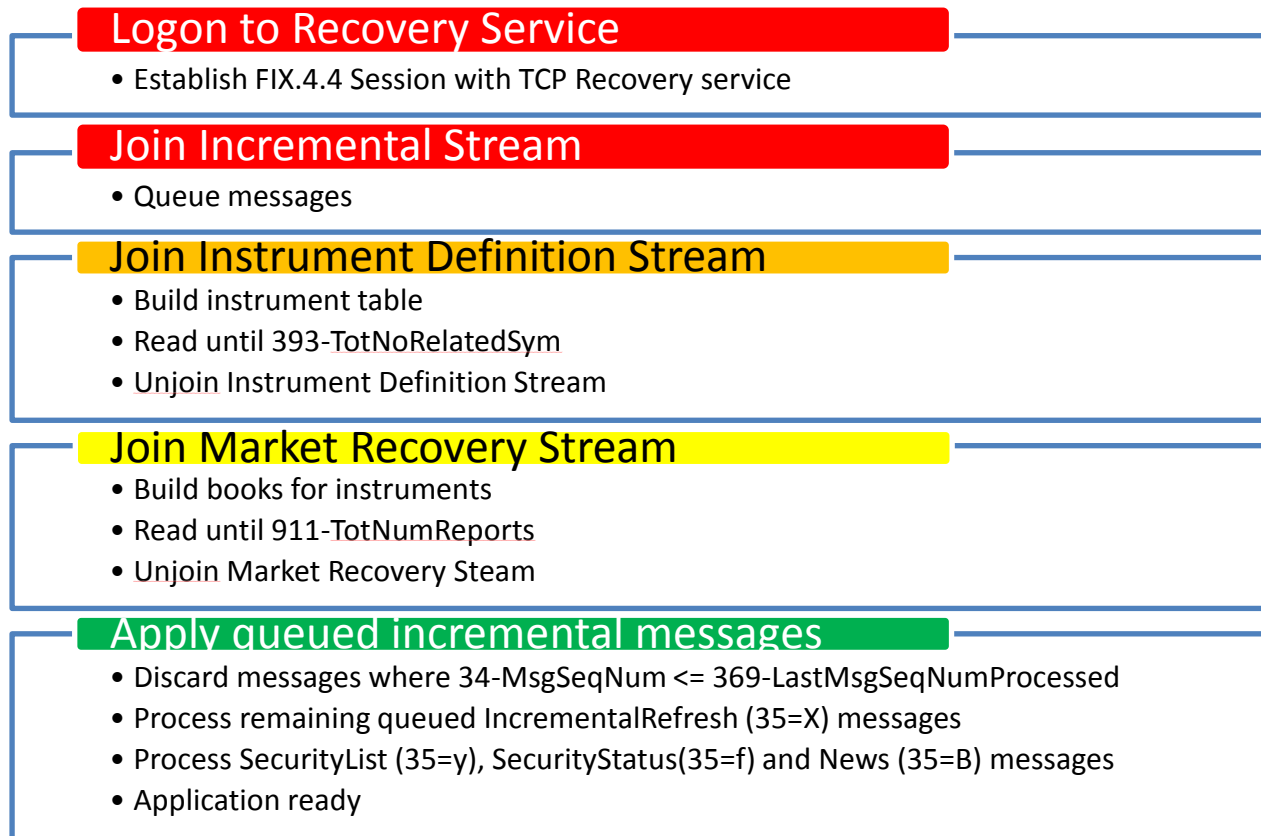 Logon to Recovery Service
• Establish FIX.4.4 Session with TCP Recovery service
Join Incremental Stream
• Queue messages
Join Instrument Definition Stream
• Build instrument table
• Read until 393-TotNoRelatedSym
• Unjoin Instrument Definition Stream
Join Market Recovery Stream
• Build books for instruments
• Read until 911-TotNumReports
• Unjoin Market Recovery Steam
Apply queued incremental messages
• Discard messages where 34-MsgSeqNum <= 369-LastMsgSeqNumProcessed
• Process remaining queued IncrementalRefresh (35=X) messages
• Process SecurityList (35=y), SecurityStatus(35=f) and News (35=B) messages
• Application ready